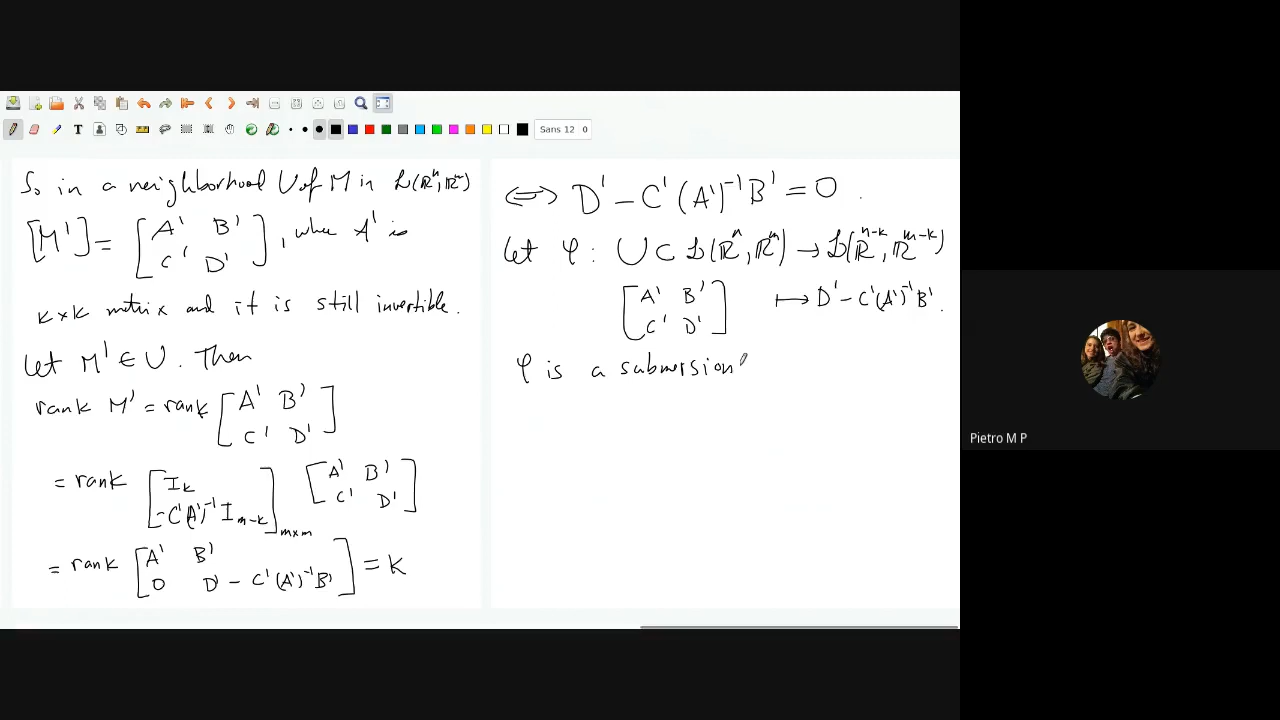 Sans 12 0
So in a neighborhood U of M in ℒ(ℝⁿ, ℝᵐ)
[M'] = [A' B'; C' D'], where A' is
k×k matrix and it is still invertible.
Let M' ∈ U. Then
rank M' = rank [A' B'; C' D']
= rank [I_k; -C'(A')⁻¹ I_{m-k}]_{m×m} [A' B'; C' D']
= rank [A' B'; 0 D' - C'(A')⁻¹B'] = k
⟺ D' - C'(A')⁻¹B' = 0.
Let φ: U ⊂ ℒ(ℝⁿ, ℝᵐ) → ℒ(ℝⁿ⁻ᵏ, ℝᵐ⁻ᵏ)
[A' B'; C' D'] ↦ D' - C'(A')⁻¹B'.
φ is a submersion
Pietro M P